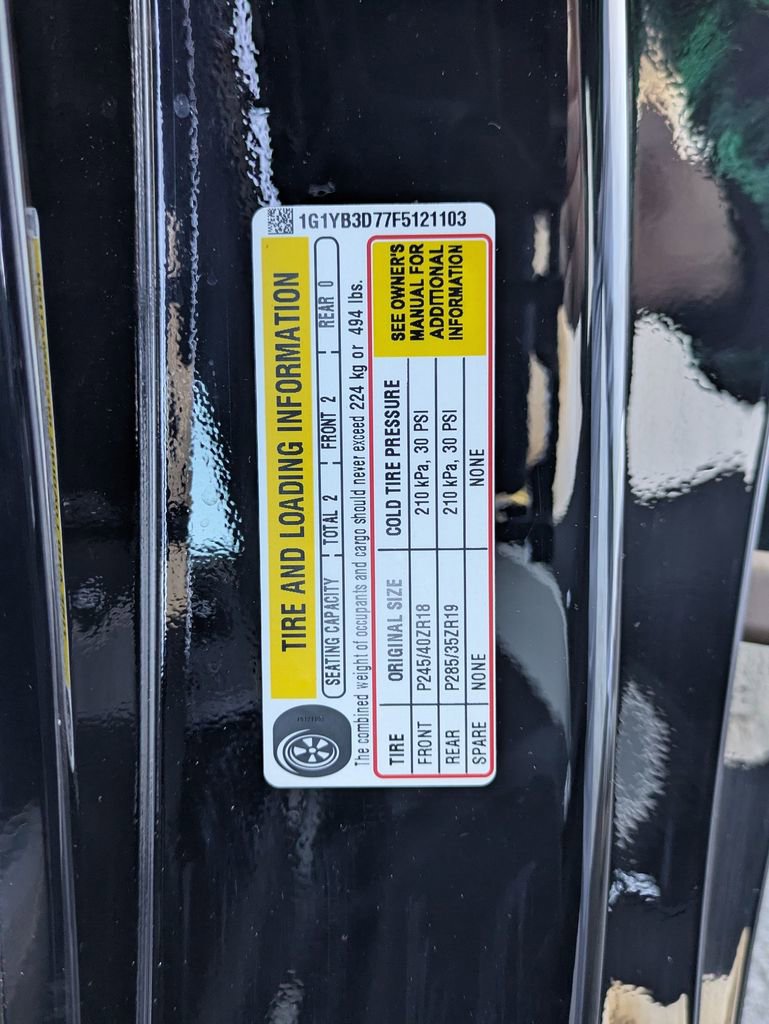 1G1YB3D77F5121103
TIRE AND LOADING INFORMATION
SEATING CAPACITY TOTAL 2 FRONT 2 REAR 0
The combined weight of occupants and cargo should never exceed 224 kg or 494 lbs.
TIRE ORIGINAL SIZE COLD TIRE PRESSURE
FRONT P245/40ZR18 210 kPa, 30 PSI
REAR P285/35ZR19 210 kPa, 30 PSI
SPARE NONE NONE
SEE OWNER'S
MANUAL FOR
ADDITIONAL
INFORMATION